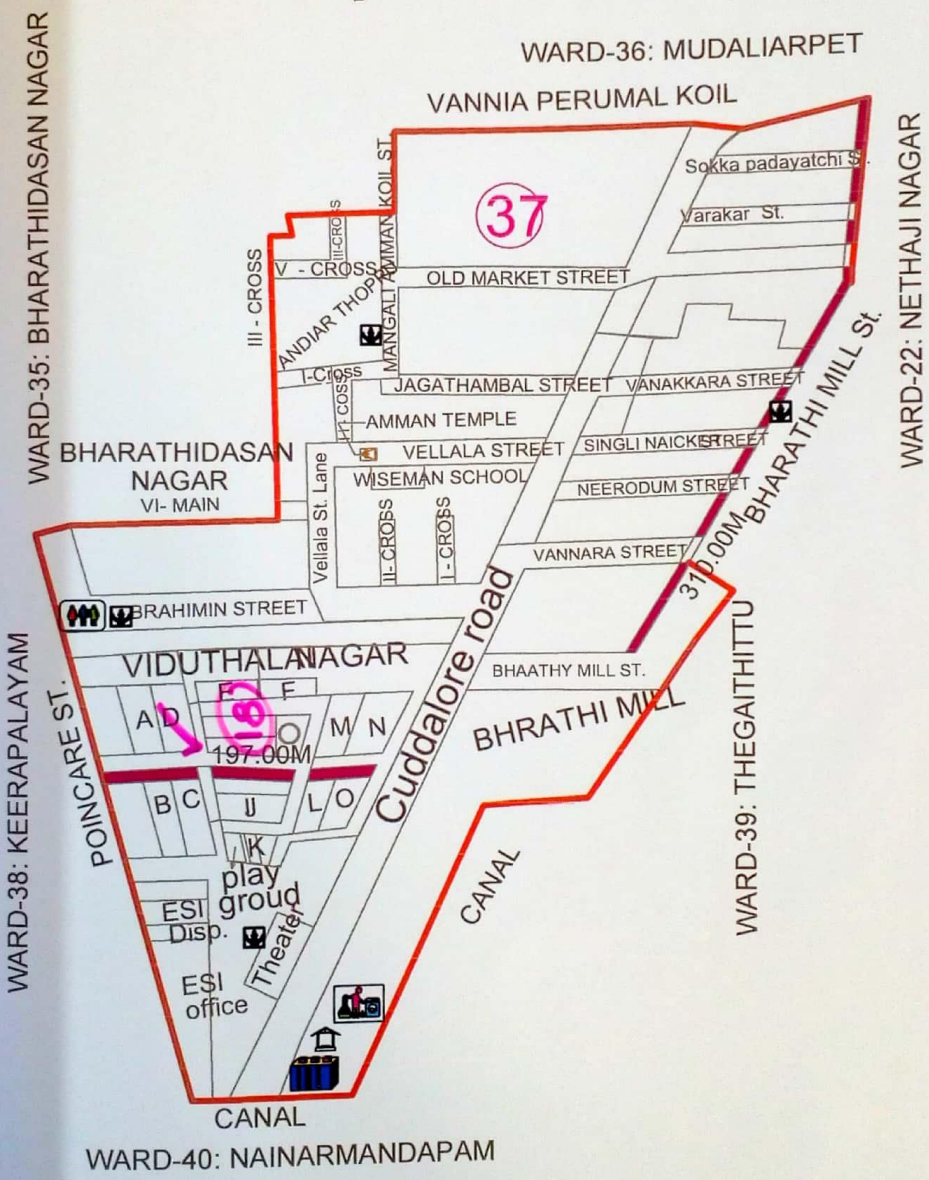 WARD-36: MUDALIARPET
VANNIA PERUMAL KOIL
WARD-35: BHARATHIDASAN NAGAR
WARD-22: NETHAJI NAGAR
Sokka padayatchi S .
Varakar St.
37
III-CROSS
III - CROSS
V - CROSS
OLD MARKET STREET
MANGALI AMMAN KOIL ST.
ANDIAR THOPA
I-Cross
JAGATHAMBAL STREET
VANAKKARA STREET
BHARATHI MILL St.
AMMAN TEMPLE
VELLALA STREET
SINGLI NAICKER STREET
BHARATHIDASAN
NAGAR
VI- MAIN
WISEMAN SCHOOL
NEERODUM STREET
Vellala St. Lane
II- CROSS
I - CROSS
VANNARA STREET
310.00M
BRAHIMIN STREET
VIDUTHALAI NAGAR
Cuddalore road
BHAATHY MILL ST.
BHRATHI MILL
WARD-38: KEERAPALAYAM
POINCARE ST.
WARD-39: THEGAITHITTU
A D
F F
18
O
M N
197.00M
B C
L O
K
play
groud
CANAL
ESI
Disp.
Theater
ESI
office
CANAL
WARD-40: NAINARMANDAPAM